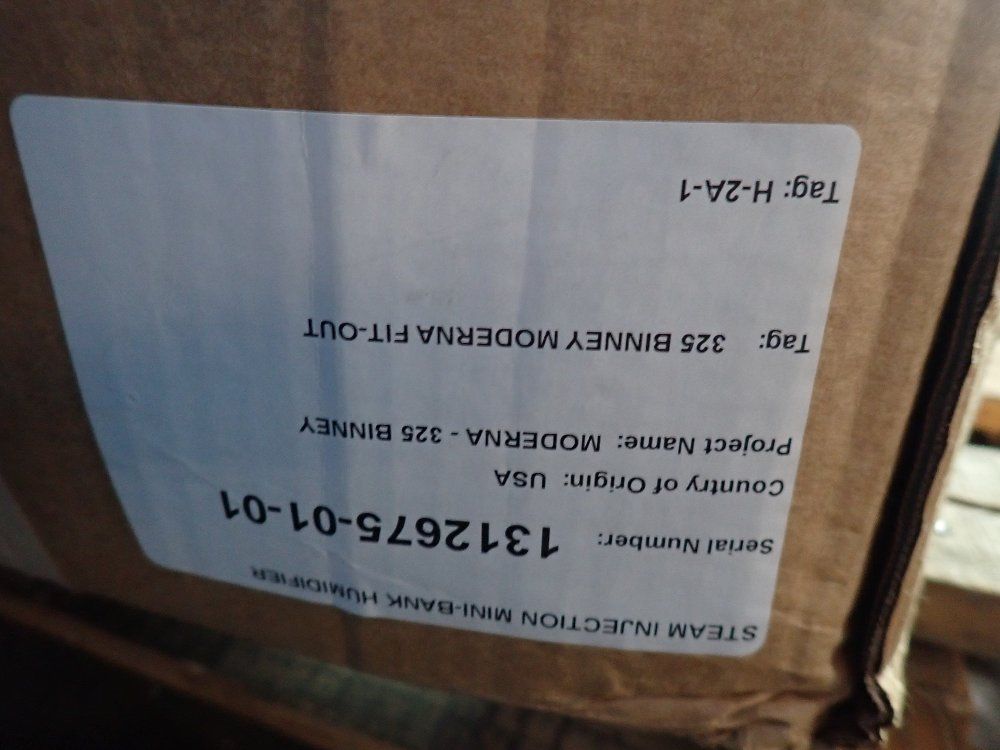 STEAM INJECTION MINI-BANK HUMIDIFIER
Serial Number: 1312675-01-01
Country of Origin: USA
Project Name: MODERNA - 325 BINNEY
Tag: 325 BINNEY MODERNA FIT-OUT
Tag: H-2A-1